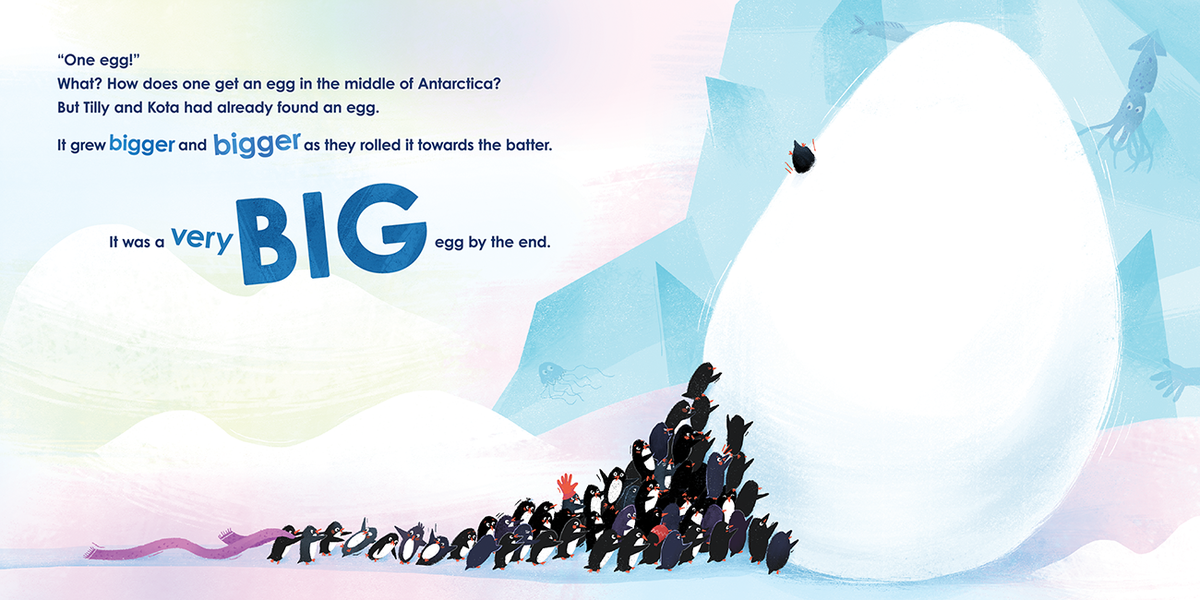 “One egg!”
What? How does one get an egg in the middle of Antarctica?
But Tilly and Kota had already found an egg.
It grew bigger and bigger as they rolled it towards the batter.
It was a very BIG egg by the end.